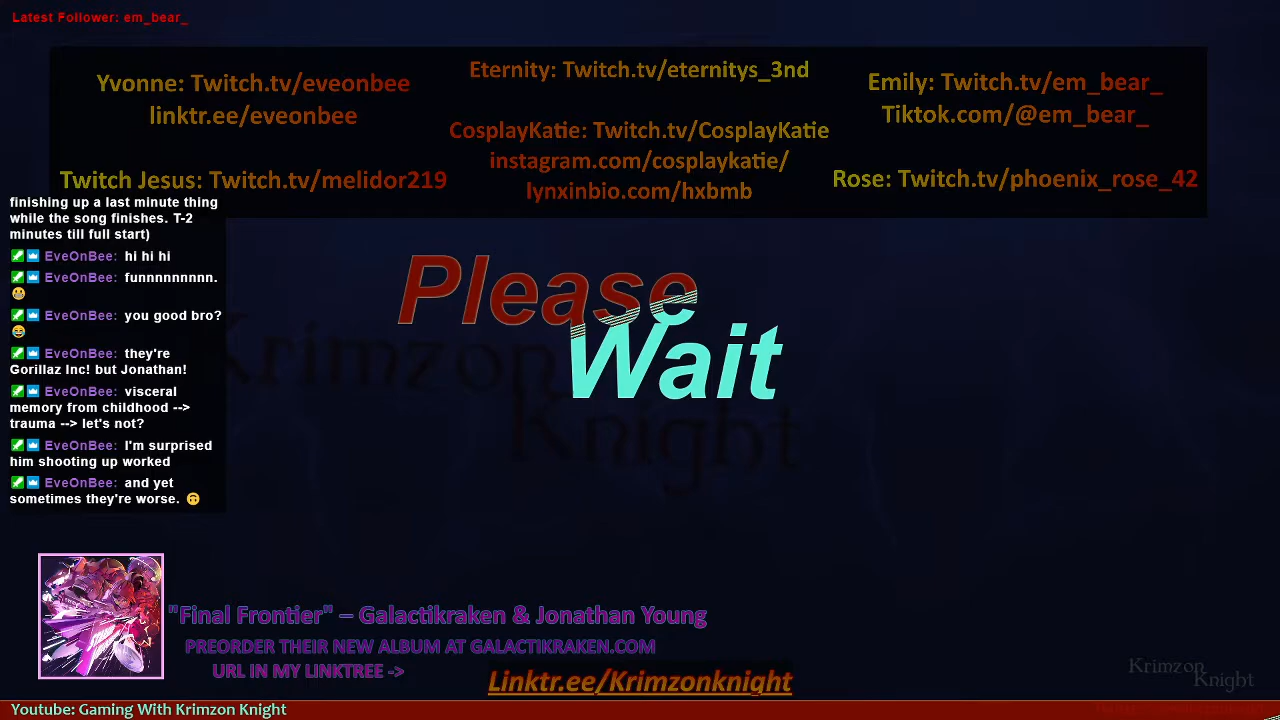 Latest Follower: em_bear_
Yvonne: Twitch.tv/eveonbee
linktr.ee/eveonbee
Eternity: Twitch.tv/eternitys_3nd
Emily: Twitch.tv/em_bear_
Tiktok.com/@em_bear_
CosplayKatie: Twitch.tv/CosplayKatie
instagram.com/cosplaykatie/
lynxinbio.com/hxbmb
Twitch Jesus: Twitch.tv/melidor219
Rose: Twitch.tv/phoenix_rose_42
finishing up a last minute thing
while the song finishes. T-2
minutes till full start)
EveOnBee: hi hi hi
EveOnBee: funnnnnnnnn.
😬
EveOnBee: you good bro?
😂
EveOnBee: they're
Gorillaz Inc! but Jonathan!
EveOnBee: visceral
memory from childhood -->
trauma --> let's not?
EveOnBee: I'm surprised
him shooting up worked
EveOnBee: and yet
sometimes they're worse. 🙃
Please
Wait
Krimzon
Knight
"Final Frontier" – Galactikraken & Jonathan Young
PREORDER THEIR NEW ALBUM AT GALACTIKRAKEN.COM
URL IN MY LINKTREE ->
Linktr.ee/Krimzonknight
Krimzon
Knight
Youtube: Gaming With Krimzon Knight